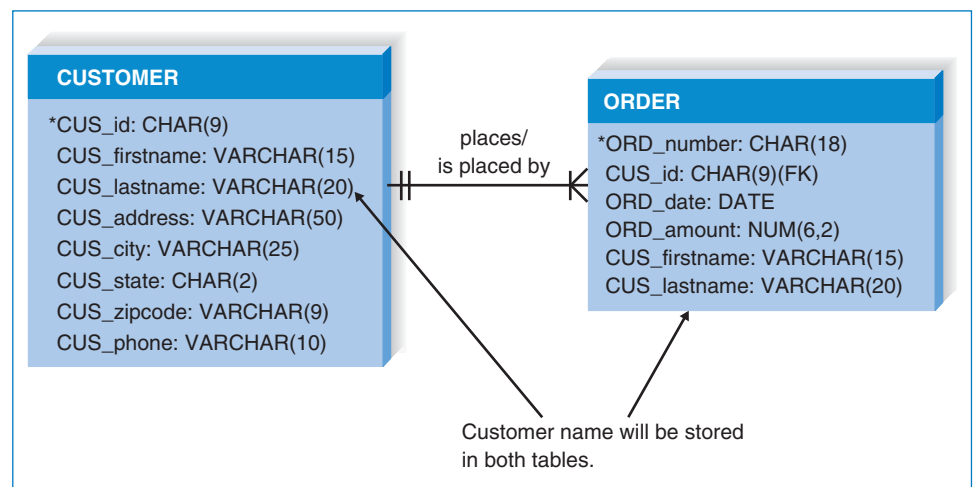 CUSTOMER
*CUS_id: CHAR(9)
CUS_firstname: VARCHAR(15)
CUS_lastname: VARCHAR(20)
CUS_address: VARCHAR(50)
CUS_city: VARCHAR(25)
CUS_state: CHAR(2)
CUS_zipcode: VARCHAR(9)
CUS_phone: VARCHAR(10)
places/
is placed by
ORDER
*ORD_number: CHAR(18)
CUS_id: CHAR(9)(FK)
ORD_date: DATE
ORD_amount: NUM(6,2)
CUS_firstname: VARCHAR(15)
CUS_lastname: VARCHAR(20)
Customer name will be stored
in both tables.